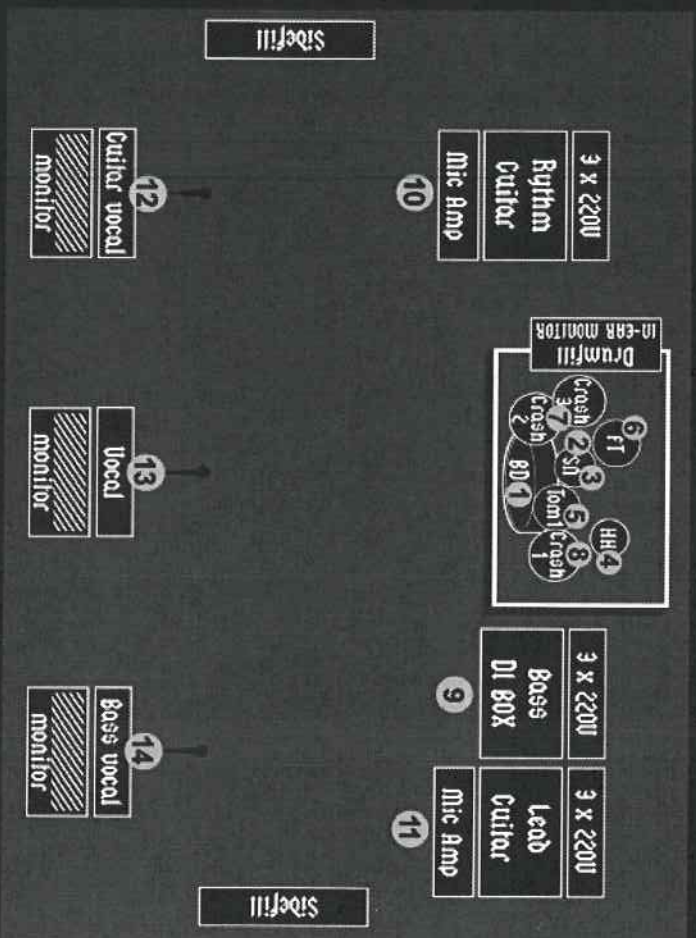 Sidefill
3 x 220V
Rythm
Guitar
Mic Amp
10
Guitar vocal
12
monitor
Drumfill
IN-EAR MONITOR
Crash
3
Crash
2
7
FT
6
SN
2
3
BD
1
Tom1
5
HH
4
Crash
1
8
Vocal
13
monitor
3 x 220V
Bass
DI BOX
9
3 x 220V
Lead
Guitar
Mic Amp
11
Bass vocal
14
monitor
Sidefill